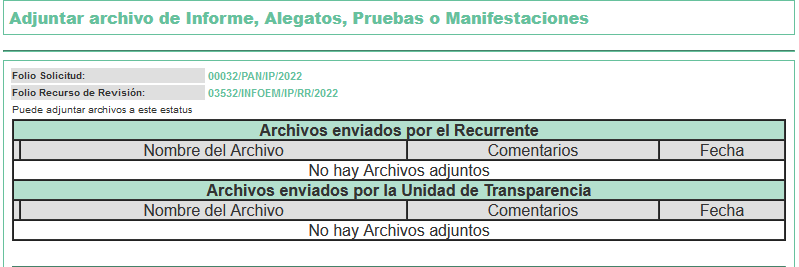 Adjuntar archivo de Informe, Alegatos, Pruebas o Manifestaciones
Folio Solicitud: 00032/PAN/IP/2022
Folio Recurso de Revisión: 03532/INFOEM/IP/RR/2022
Puede adjuntar archivos a este estatus
Archivos enviados por el Recurrente
Nombre del Archivo Comentarios Fecha
No hay Archivos adjuntos
Archivos enviados por la Unidad de Transparencia
Nombre del Archivo Comentarios Fecha
No hay Archivos adjuntos